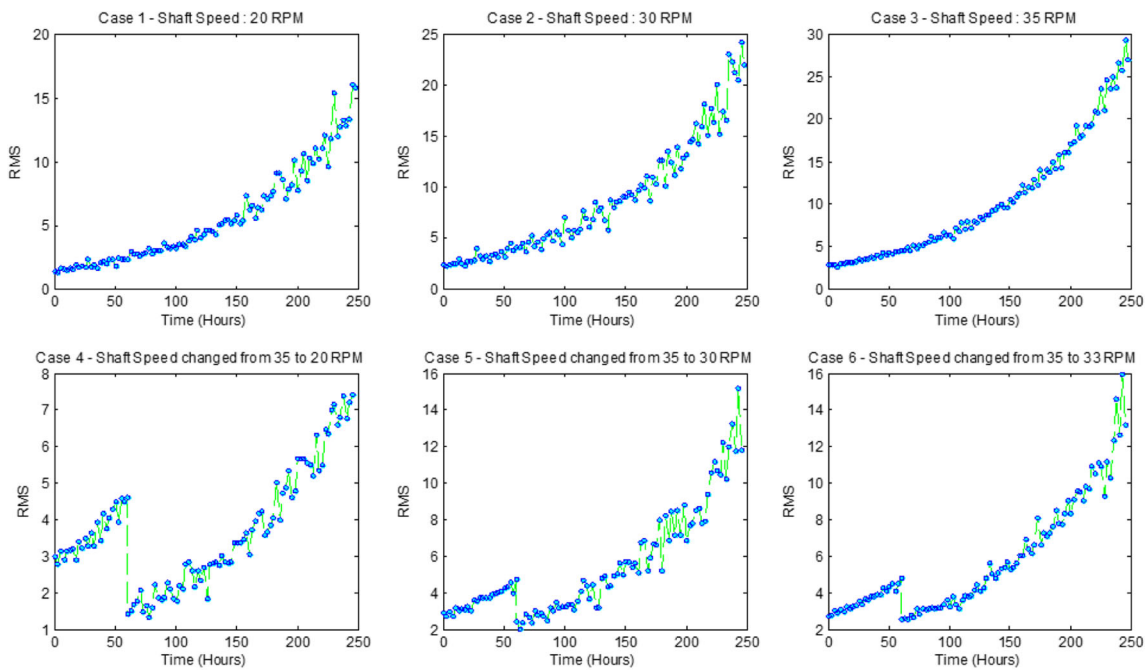 Case 1 - Shaft Speed : 20 RPM
20
15
10
5
0
RMS
0 50 100 150 200 250
Time (Hours)
Case 2 - Shaft Speed : 30 RPM
25
20
15
10
5
0
RMS
0 50 100 150 200 250
Time (Hours)
Case 3 - Shaft Speed : 35 RPM
30
25
20
15
10
5
0
RMS
0 50 100 150 200 250
Time (Hours)
Case 4 - Shaft Speed changed from 35 to 20 RPM
8
7
6
5
4
3
2
1
RMS
0 50 100 150 200 250
Time (Hours)
Case 5 - Shaft Speed changed from 35 to 30 RPM
16
14
12
10
8
6
4
2
RMS
0 50 100 150 200 250
Time (Hours)
Case 6 - Shaft Speed changed from 35 to 33 RPM
16
14
12
10
8
6
4
2
RMS
0 50 100 150 200 250
Time (Hours)